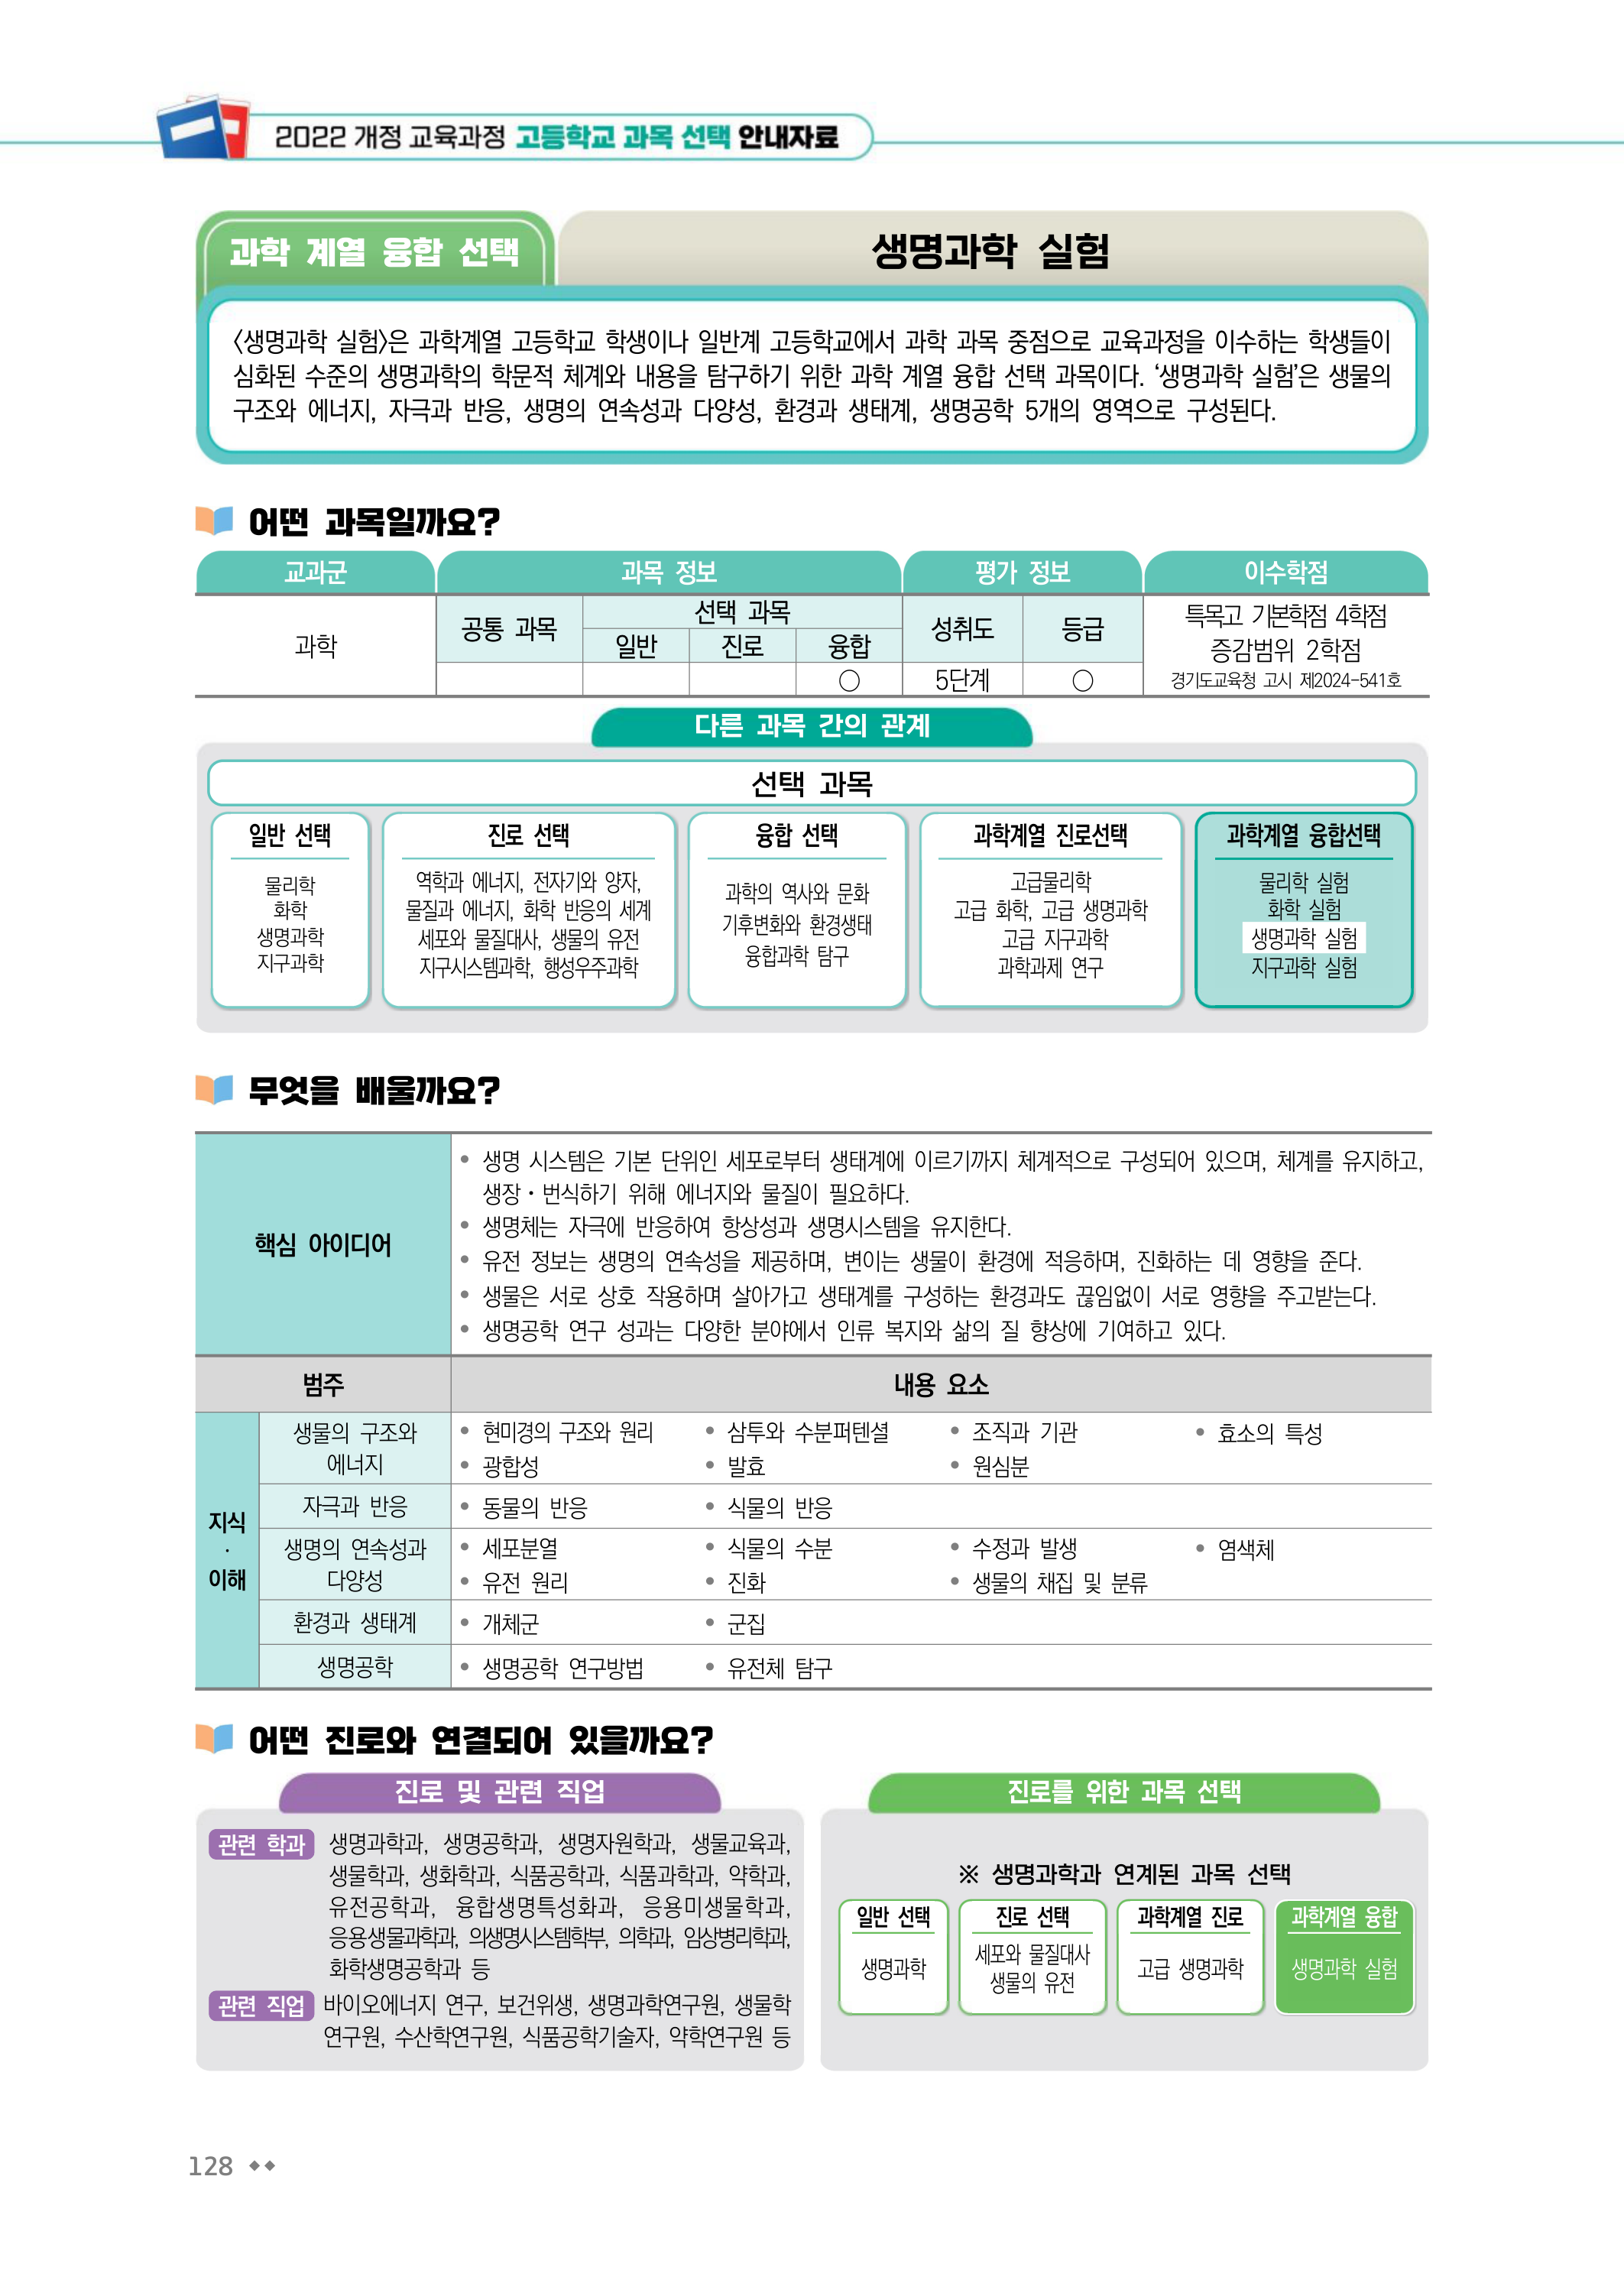 2022 개정 교육과정 고등학교 과목 선택 안내자료
과학 계열 융합 선택
생명과학 실험
〈생명과학 실험〉은 과학계열 고등학교 학생이나 일반계 고등학교에서 과학 과목 중점으로 교육과정을 이수하는 학생들이
심화된 수준의 생명과학의 학문적 체계와 내용을 탐구하기 위한 과학 계열 융합 선택 과목이다. ‘생명과학 실험’은 생물의
구조와 에너지, 자극과 반응, 생명의 연속성과 다양성, 환경과 생태계, 생명공학 5개의 영역으로 구성된다.
어떤 과목일까요?
교과군 과목 정보 평가 정보 이수학점
과학
공통 과목
선택 과목
일반 진로 융합
성취도 등급
○ 5단계 ○
특목고 기본학점 4학점
증감범위 2학점
경기도교육청 고시 제2024-541호
다른 과목 간의 관계
선택 과목
일반 선택
물리학
화학
생명과학
지구과학
진로 선택
역학과 에너지, 전자기와 양자,
물질과 에너지, 화학 반응의 세계
세포와 물질대사, 생물의 유전
지구시스템과학, 행성우주과학
융합 선택
과학의 역사와 문화
기후변화와 환경생태
융합과학 탐구
과학계열 진로선택
고급물리학
고급 화학, 고급 생명과학
고급 지구과학
과학과제 연구
과학계열 융합선택
물리학 실험
화학 실험
생명과학 실험
지구과학 실험
무엇을 배울까요?
핵심 아이디어
• 생명 시스템은 기본 단위인 세포로부터 생태계에 이르기까지 체계적으로 구성되어 있으며, 체계를 유지하고,
생장・번식하기 위해 에너지와 물질이 필요하다.
• 생명체는 자극에 반응하여 항상성과 생명시스템을 유지한다.
• 유전 정보는 생명의 연속성을 제공하며, 변이는 생물이 환경에 적응하며, 진화하는 데 영향을 준다.
• 생물은 서로 상호 작용하며 살아가고 생태계를 구성하는 환경과도 끊임없이 서로 영향을 주고받는다.
• 생명공학 연구 성과는 다양한 분야에서 인류 복지와 삶의 질 향상에 기여하고 있다.
범주 내용 요소
지식
·
이해
생물의 구조와
에너지
• 현미경의 구조와 원리 • 삼투와 수분퍼텐셜 • 조직과 기관 • 효소의 특성
• 광합성 • 발효 • 원심분
자극과 반응 • 동물의 반응 • 식물의 반응
생명의 연속성과
다양성
• 세포분열 • 식물의 수분 • 수정과 발생 • 염색체
• 유전 원리 • 진화 • 생물의 채집 및 분류
환경과 생태계 • 개체군 • 군집
생명공학 • 생명공학 연구방법 • 유전체 탐구
어떤 진로와 연결되어 있을까요?
진로 및 관련 직업
관련 학과 생명과학과, 생명공학과, 생명자원학과, 생물교육과,
생물학과, 생화학과, 식품공학과, 식품과학과, 약학과,
유전공학과, 융합생명특성화과, 응용미생물학과,
응용생물과학과, 의생명시스템학부, 의학과, 임상병리학과,
화학생명공학과 등
관련 직업 바이오에너지 연구, 보건위생, 생명과학연구원, 생물학
연구원, 수산학연구원, 식품공학기술자, 약학연구원 등
진로를 위한 과목 선택
※ 생명과학과 연계된 과목 선택
일반 선택
생명과학
진로 선택
세포와 물질대사
생물의 유전
과학계열 진로
고급 생명과학
과학계열 융합
생명과학 실험
128 ◆◆